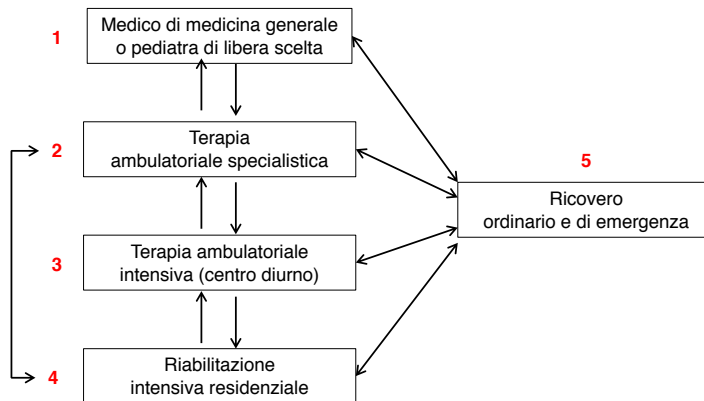 1
Medico di medicina generale
o pediatra di libera scelta
2
Terapia
ambulatoriale specialistica
5
Ricovero
ordinario e di emergenza
3
Terapia ambulatoriale
intensiva (centro diurno)
4
Riabilitazione
intensiva residenziale